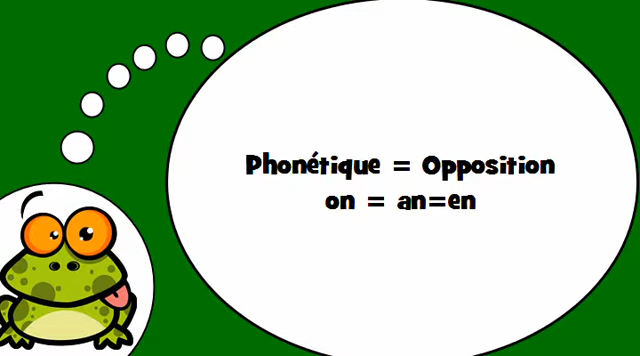 Phonétique = Opposition
on = an=en